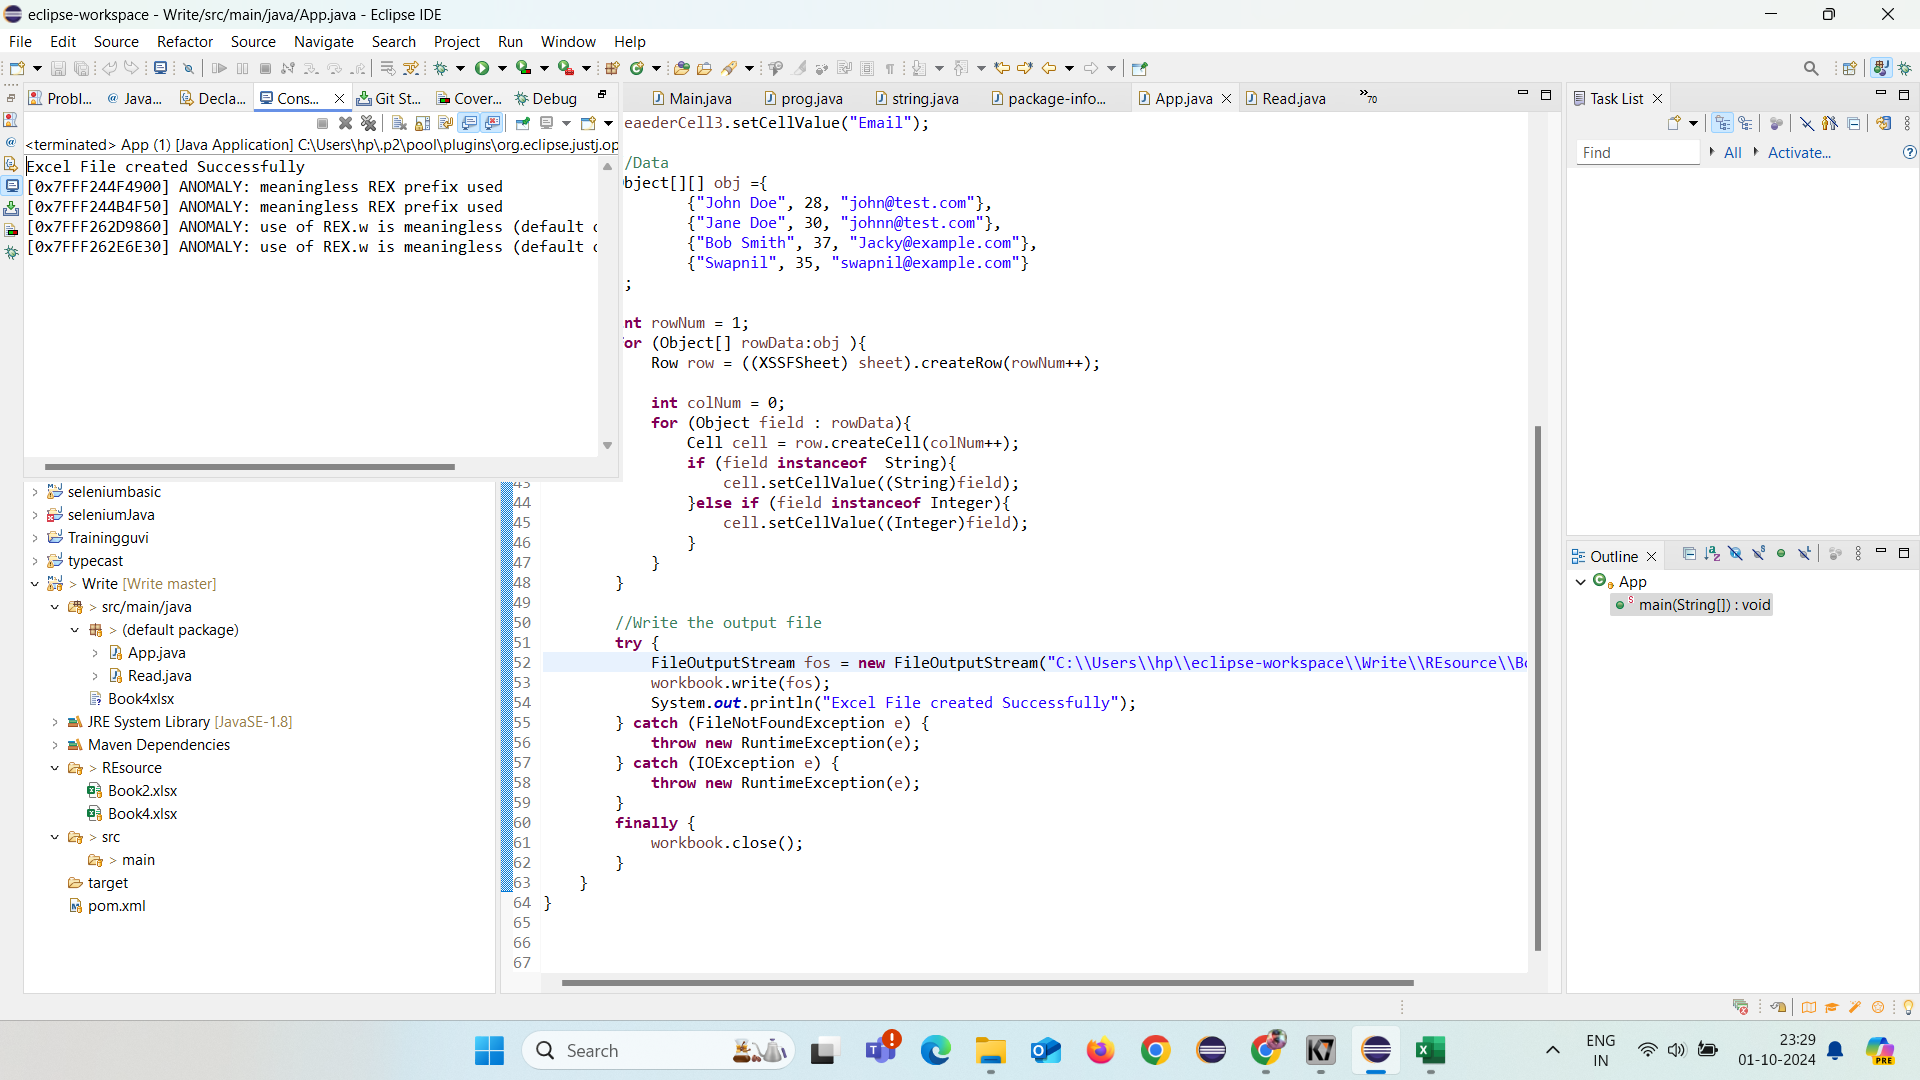 eclipse-workspace - Write/src/main/java/App.java - Eclipse IDE
File Edit Source Refactor Source Navigate Search Project Run Window Help
Probl... Java... Decla... Cons... Git St... Cover... Debug
Main.java prog.java string.java package-info... App.java Read.java »70
Task List
<terminated> App (1) [Java Application] C:\Users\hp\.p2\pool\plugins\org.eclipse.justj.op
Excel File created Successfully
[0x7FFF244F4900] ANOMALY: meaningless REX prefix used
[0x7FFF244B4F50] ANOMALY: meaningless REX prefix used
[0x7FFF262D9860] ANOMALY: use of REX.w is meaningless (default
[0x7FFF262E6E30] ANOMALY: use of REX.w is meaningless (default
Find All Activate...
eaederCell3.setCellValue("Email");
/Data
bject[][] obj ={
{"John Doe", 28, "john@test.com"},
{"Jane Doe", 30, "johnn@test.com"},
{"Bob Smith", 37, "Jacky@example.com"},
{"Swapnil", 35, "swapnil@example.com"}
;
nt rowNum = 1;
or (Object[] rowData:obj ){
Row row = ((XSSFSheet) sheet).createRow(rowNum++);
int colNum = 0;
for (Object field : rowData){
Cell cell = row.createCell(colNum++);
if (field instanceof  String){
43 cell.setCellValue((String)field);
44 }else if (field instanceof Integer){
45 cell.setCellValue((Integer)field);
46 }
47 }
48 }
49
50 //Write the output file
51 try {
52 FileOutputStream fos = new FileOutputStream("C:\\Users\\hp\\eclipse-workspace\\Write\\REsource\\Bo
53 workbook.write(fos);
54 System.out.println("Excel File created Successfully");
55 } catch (FileNotFoundException e) {
56 throw new RuntimeException(e);
57 } catch (IOException e) {
58 throw new RuntimeException(e);
59 }
60 finally {
61 workbook.close();
62 }
63 }
64 }
65
66
67
seleniumbasic
seleniumJava
Trainingguvi
typecast
> Write [Write master]
> src/main/java
> (default package)
App.java
Read.java
Book4xlsx
JRE System Library [JavaSE-1.8]
Maven Dependencies
> REsource
Book2.xlsx
Book4.xlsx
> src
> main
target
pom.xml
Outline
App
main(String[]) : void
Search
ENG
IN
23:29
01-10-2024